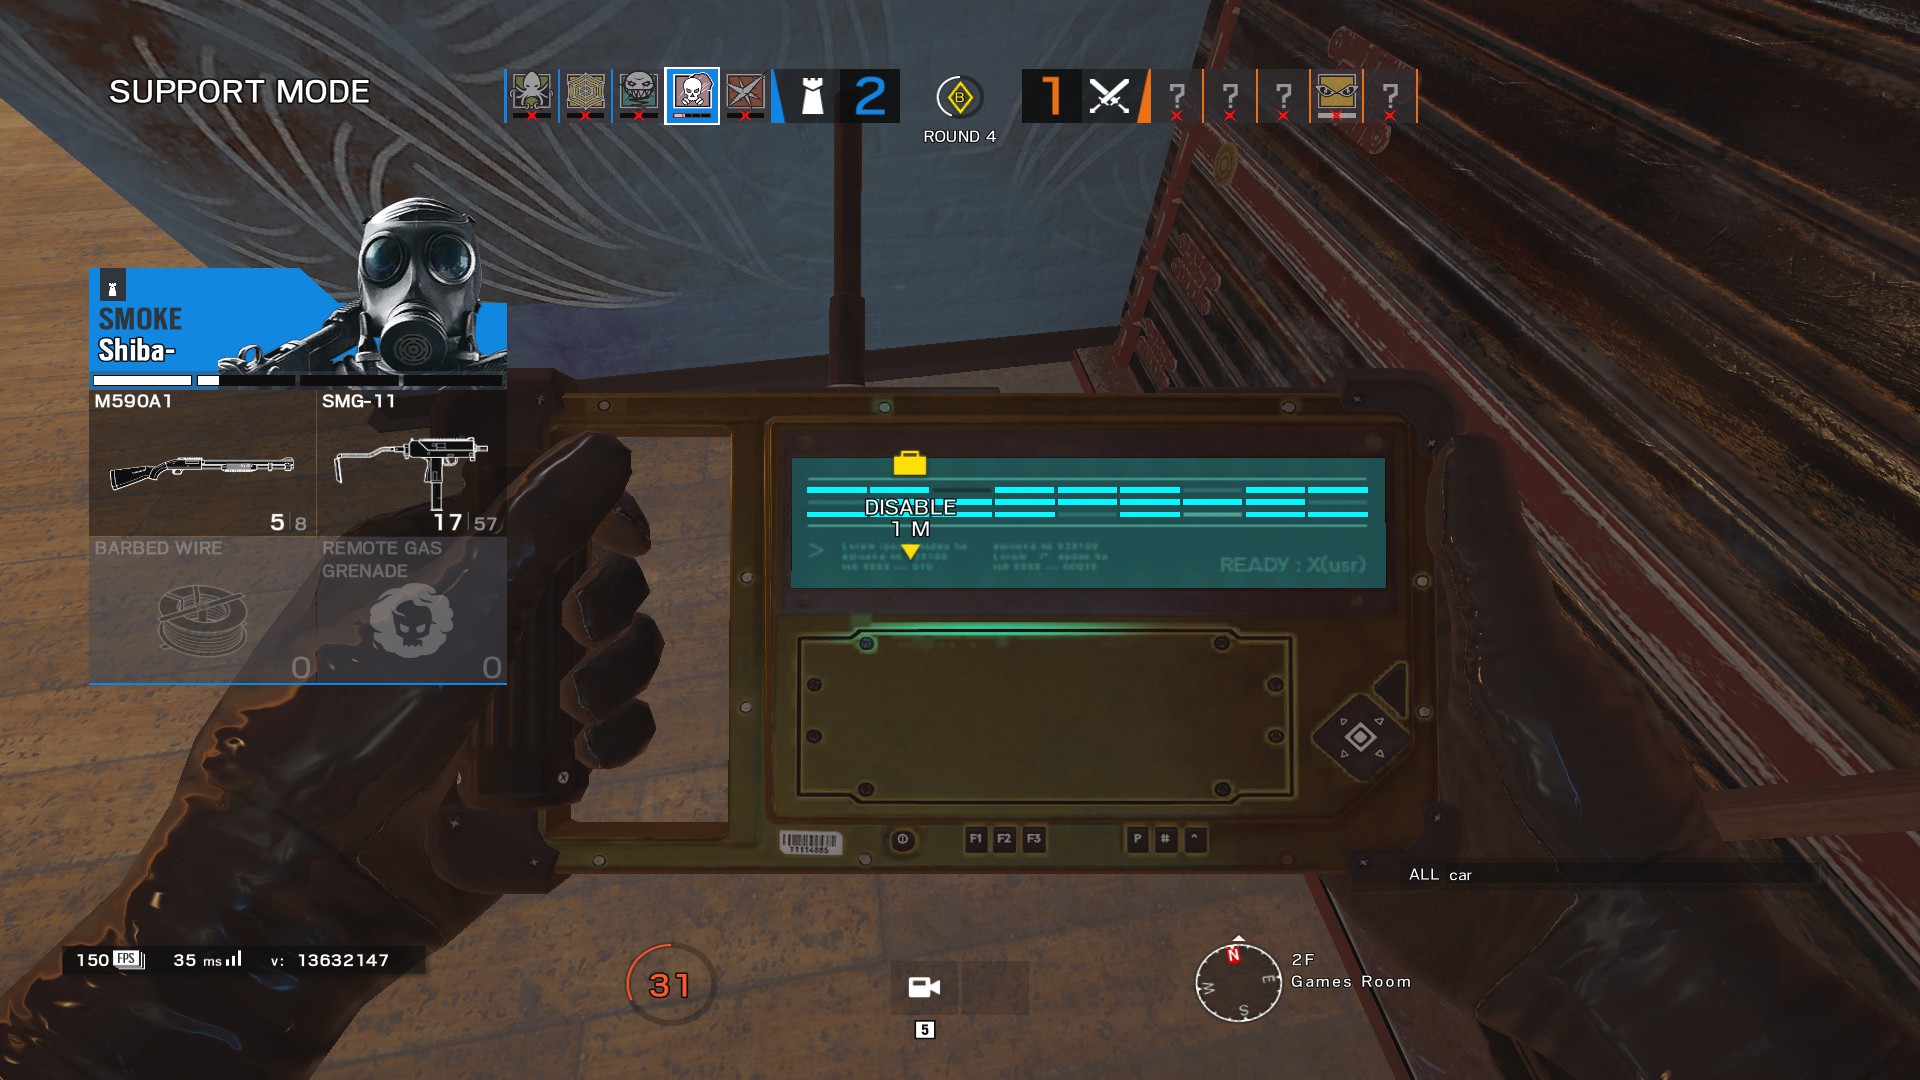 SUPPORT MODE
2
B
1
? ? ? ?
ROUND 4
SMOKE
Shiba-
M590A1
SMG-11
5 | 8
17 | 57
BARBED WIRE
REMOTE GAS
GRENADE
0
0
DISABLE
1 M
>
READY : X(usr)
F1 F2 F3
P # ^
ALL car
150 FPS 35 ms v: 13632147
31
5
N
E
S
W
2F
Games Room